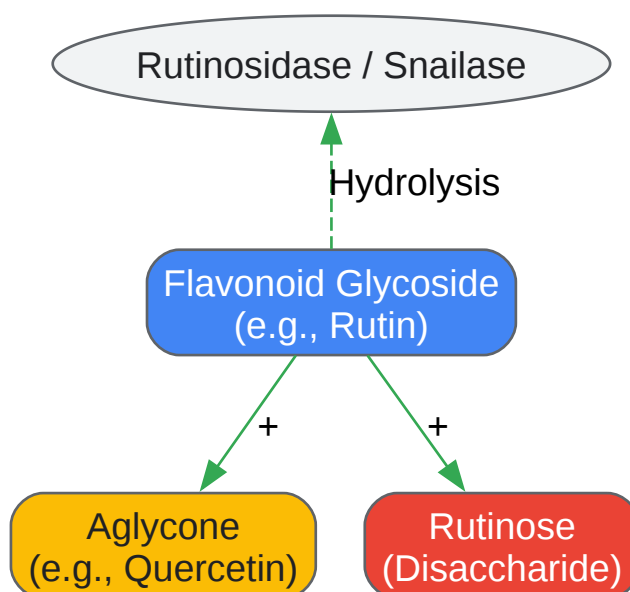 Rutinosidase / Snailase
Hydrolysis
Flavonoid Glycoside
(e.g., Rutin)
+ +
Aglycone
(e.g., Quercetin)
Rutinose
(Disaccharide)